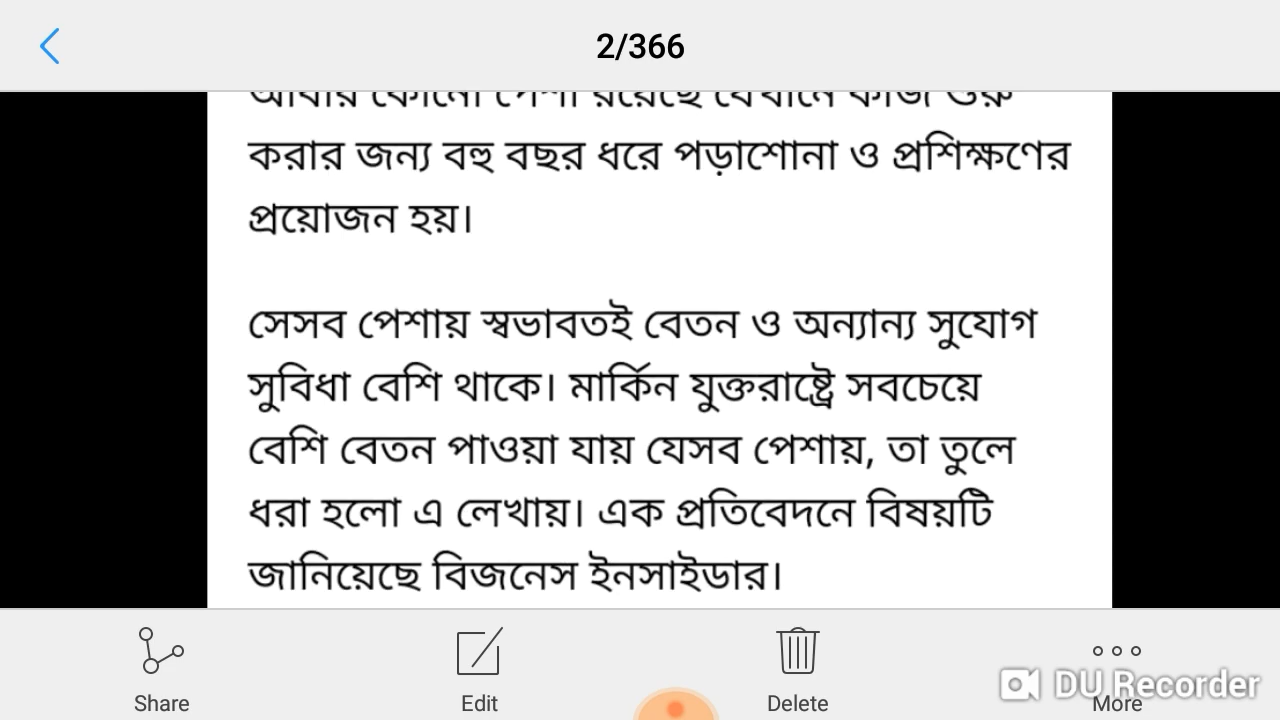 2/366
আবার কোনো পেশা রয়েছে যেখানে কাজ শুরু
করার জন্য বহু বছর ধরে পড়াশোনা ও প্রশিক্ষণের
প্রয়োজন হয়।
সেসব পেশায় স্বভাবতই বেতন ও অন্যান্য সুযোগ
সুবিধা বেশি থাকে। মার্কিন যুক্তরাষ্ট্রে সবচেয়ে
বেশি বেতন পাওয়া যায় যেসব পেশায়, তা তুলে
ধরা হলো এ লেখায়। এক প্রতিবেদনে বিষয়টি
জানিয়েছে বিজনেস ইনসাইডার।
Share Edit Delete More
DU Recorder